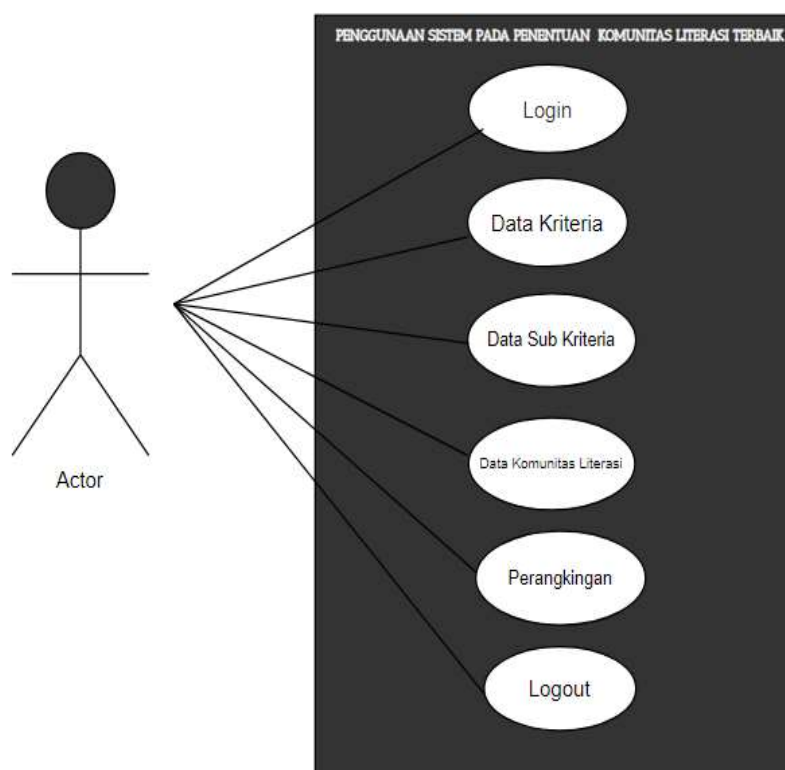 PENGGUNAAN SISTEM PADA PENENTUAN KOMUNITAS LITERASI TERBAIK
Login
Data Kriteria
Data Sub Kriteria
Data Komunitas Literasi
Actor
Perangkingan
Logout